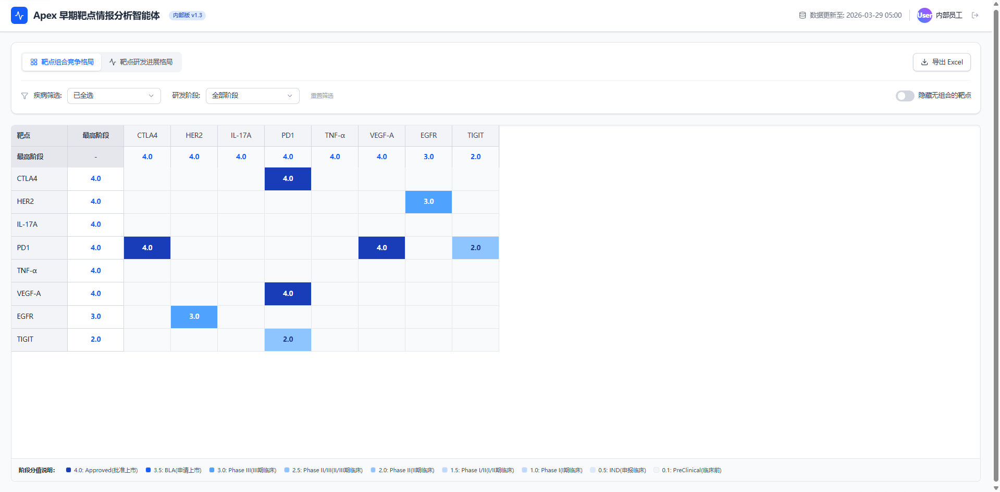 Apex 早期靶点情报分析智能体 内部版 v1.3 数据更新至: 2026-03-29 05:00 User 内部员工
靶点组合竞争格局 靶点研发进展格局 导出 Excel
疾病筛选: 已全选 研发阶段: 全部阶段 重置筛选 隐藏无组合的靶点
靶点 最高阶段 CTLA4 HER2 IL-17A PD1 TNF-α VEGF-A EGFR TIGIT
最高阶段 - 4.0 4.0 4.0 4.0 4.0 4.0 3.0 2.0
CTLA4 4.0 4.0
HER2 4.0 3.0
IL-17A 4.0
PD1 4.0 4.0 4.0 2.0
TNF-α 4.0
VEGF-A 4.0 4.0
EGFR 3.0 3.0
TIGIT 2.0 2.0
阶段分值说明: 4.0: Approved(批准上市) 3.5: BLA(申请上市) 3.0: Phase III(III期临床) 2.5: Phase II/III(II/III期临床) 2.0: Phase II(II期临床) 1.5: Phase I/II(I/II期临床) 1.0: Phase I(I期临床) 0.5: IND(申报临床) 0.1: PreClinical(临床前)